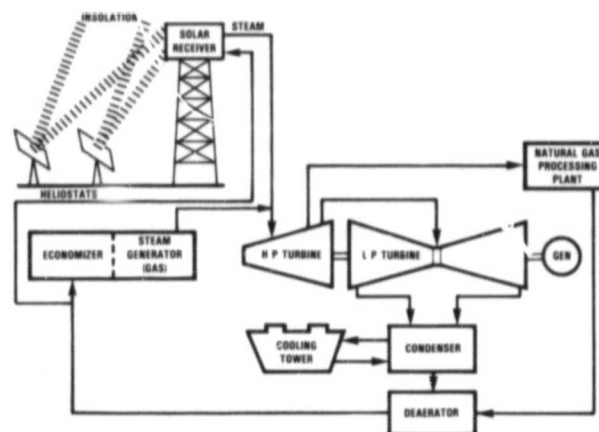 INSOLATION
STEAM
SOLAR
RECEIVER
HELIOSTATS
NATURAL GAS
PROCESSING
PLANT
ECONOMIZER
STEAM
GENERATOR
(GAS)
H P TURBINE
L P TURBINE
GEN
COOLING
TOWER
CONDENSER
DEAERATOR